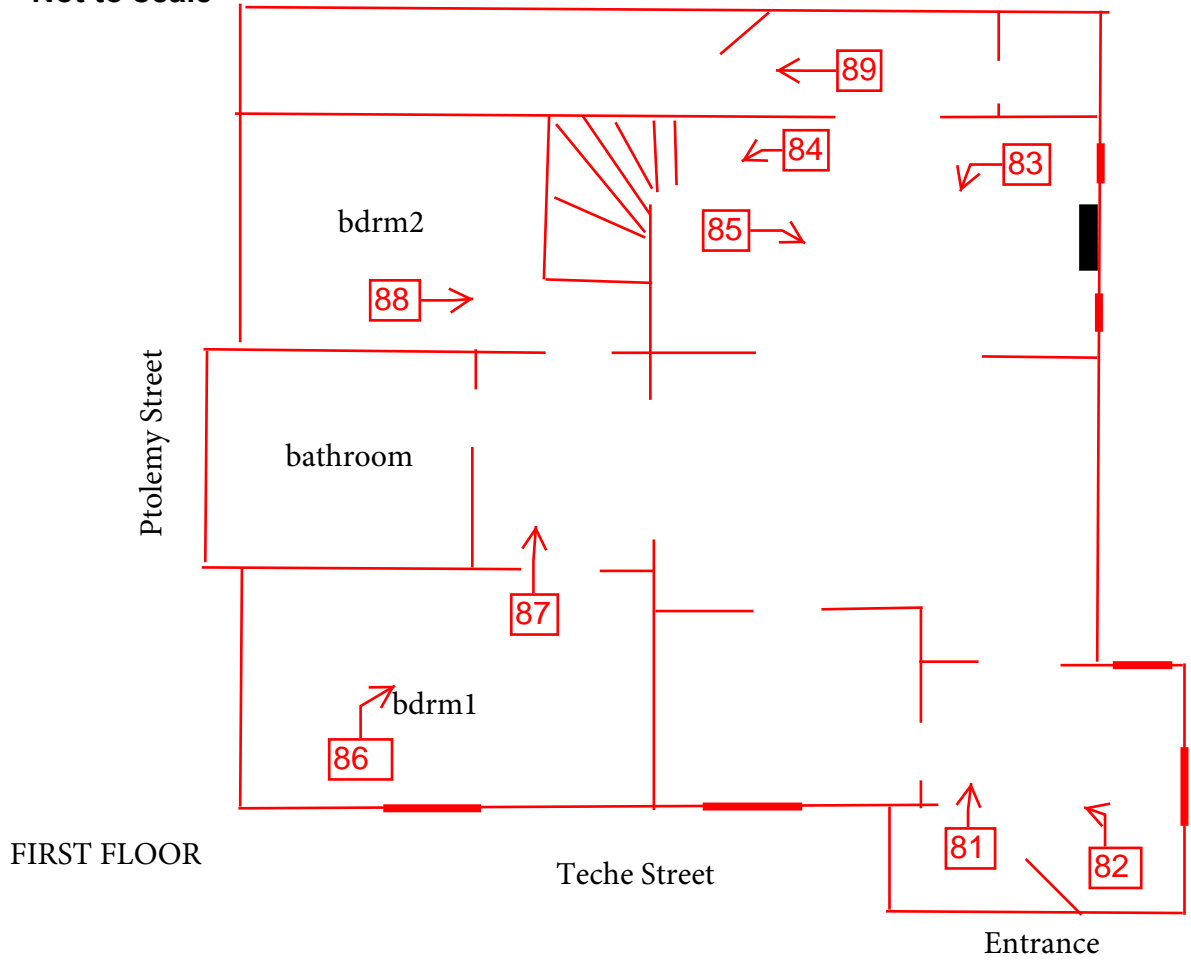 Not to Scale
89
84
83
bdrm2
85
88
Ptolemy Street
bathroom
87
bdrm1
86
81
82
FIRST FLOOR
Teche Street
Entrance